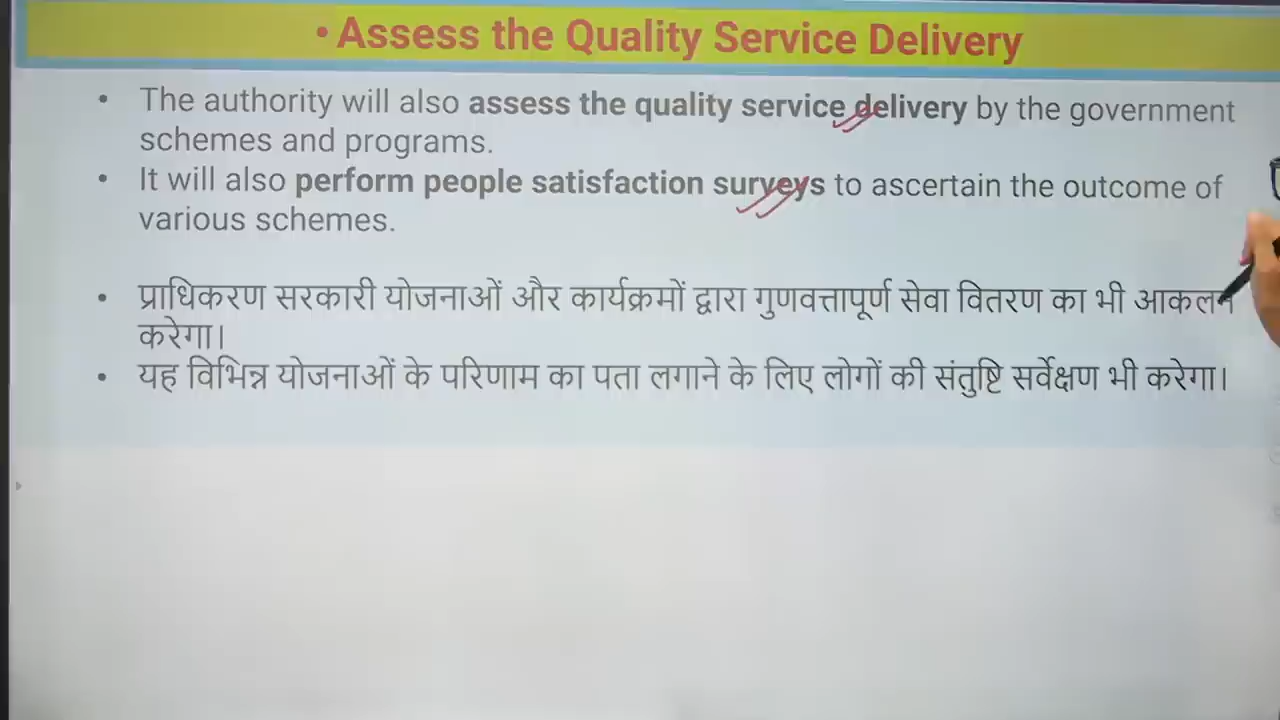 • Assess the Quality Service Delivery
• The authority will also assess the quality service delivery by the government
schemes and programs.
• It will also perform people satisfaction surveys to ascertain the outcome of
various schemes.
• प्राधिकरण सरकारी योजनाओं और कार्यक्रमों द्वारा गुणवत्तापूर्ण सेवा वितरण का भी आकलन
करेगा।
• यह विभिन्न योजनाओं के परिणाम का पता लगाने के लिए लोगों की संतुष्टि सर्वेक्षण भी करेगा।